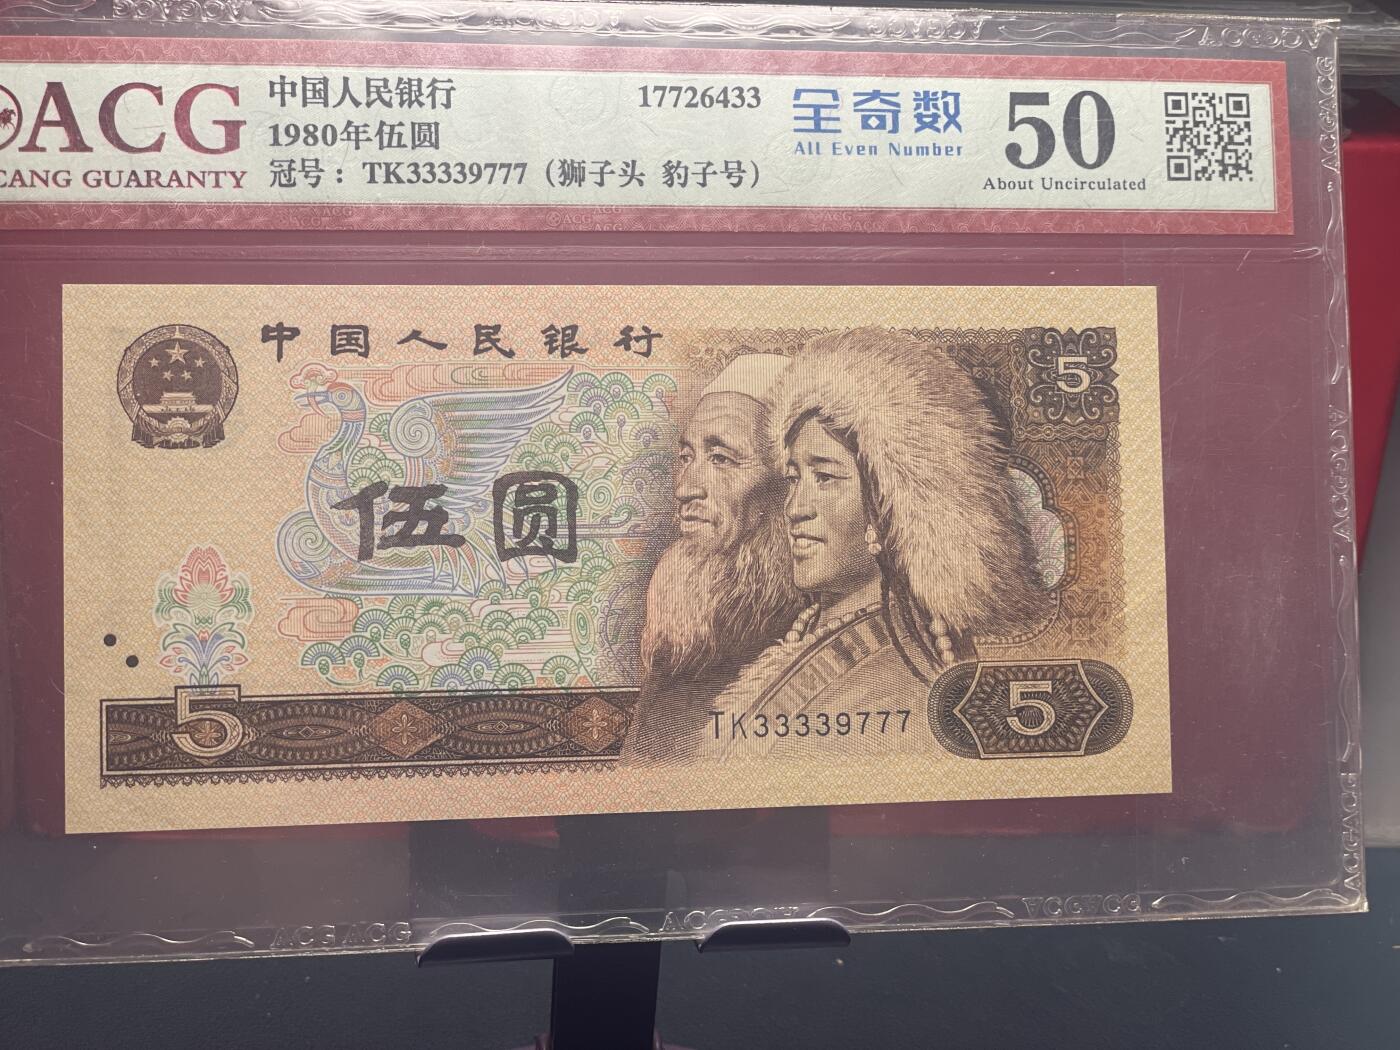 ACG
CANG GUARANTY
中国人民银行
17726433
1980年伍圆
冠号：TK33339777（狮子头 豹子号）
全奇数
All Even Number
50
About Uncirculated
中国人民银行
5
伍圆
5
TK33339777
5
ACG ACG